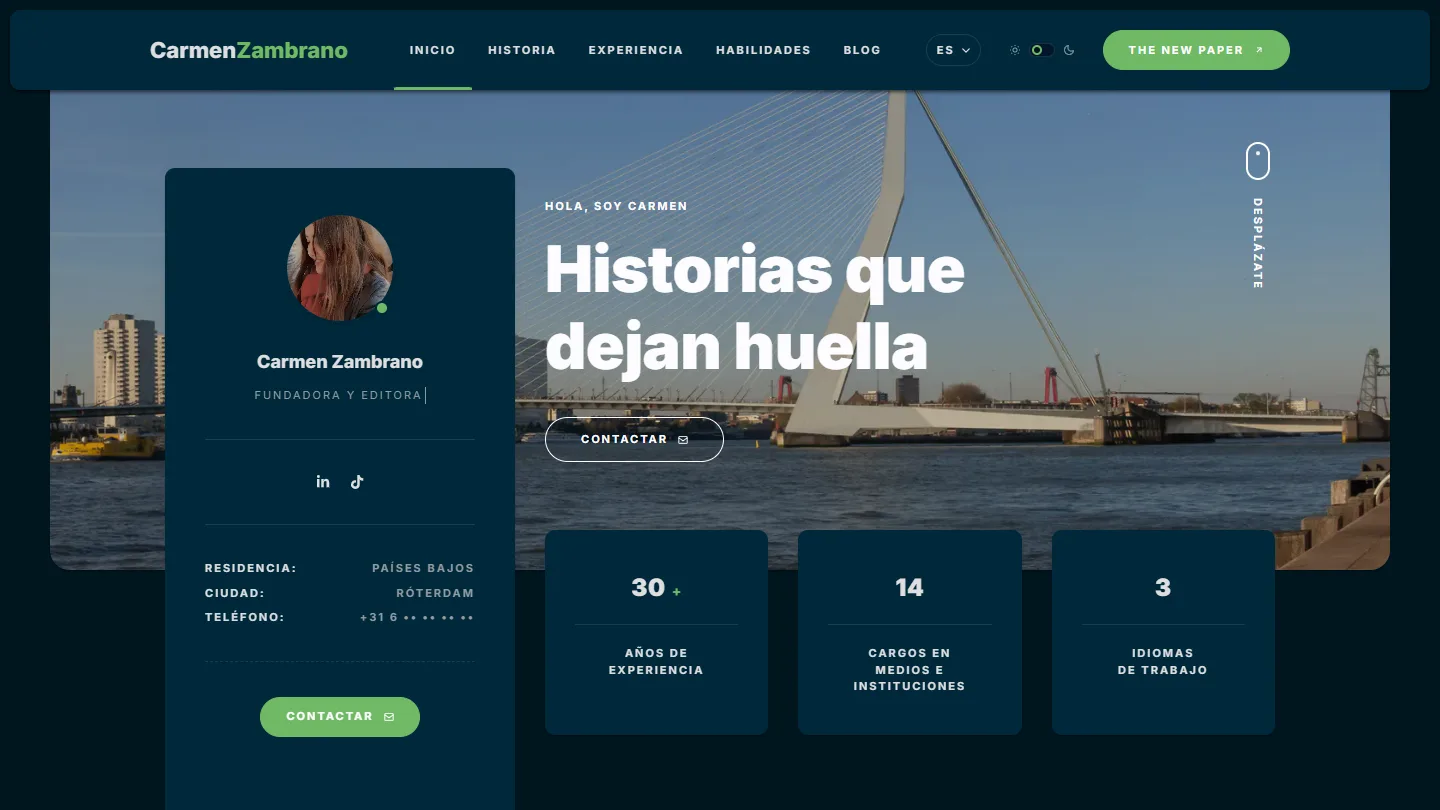 CarmenZambrano
INICIO
HISTORIA
EXPERIENCIA
HABILIDADES
BLOG
ES
THE NEW PAPER
Carmen Zambrano
FUNDADORA Y EDITORA
RESIDENCIA: PAÍSES BAJOS
CIUDAD: RÓTERDAM
TELÉFONO: +31 6 •• •• •• ••
CONTACTAR
HOLA, SOY CARMEN
Historias que
dejan huella
CONTACTAR
DESPLÁZATE
30 +
AÑOS DE
EXPERIENCIA
14
CARGOS EN
MEDIOS E
INSTITUCIONES
3
IDIOMAS
DE TRABAJO